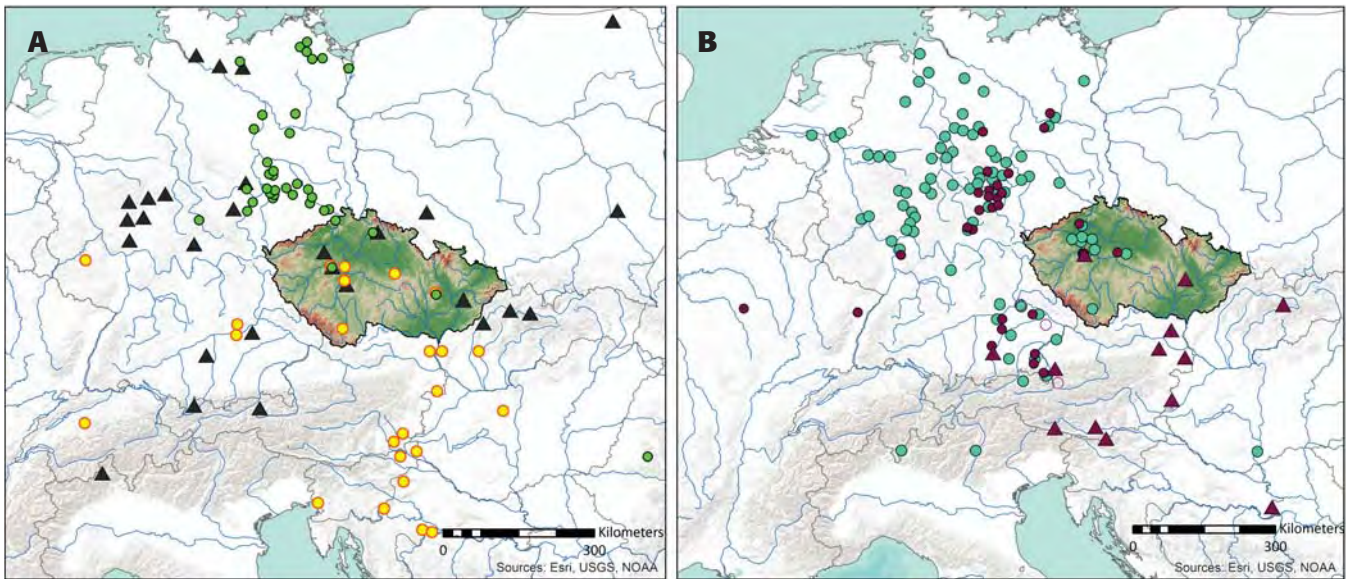 A
B
Kilometers
0 300
Sources: Esri, USGS, NOAA
Kilometers
0 300
Sources: Esri, USGS, NOAA